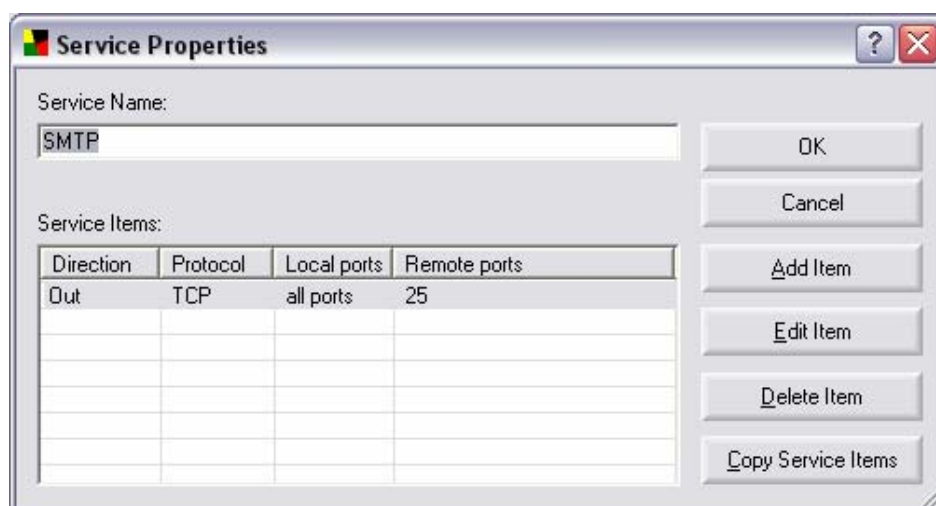 Service Properties
Service Name:
SMTP
OK
Cancel
Service Items:
Direction Protocol Local ports Remote ports
Out TCP all ports 25
Add Item
Edit Item
Delete Item
Copy Service Items